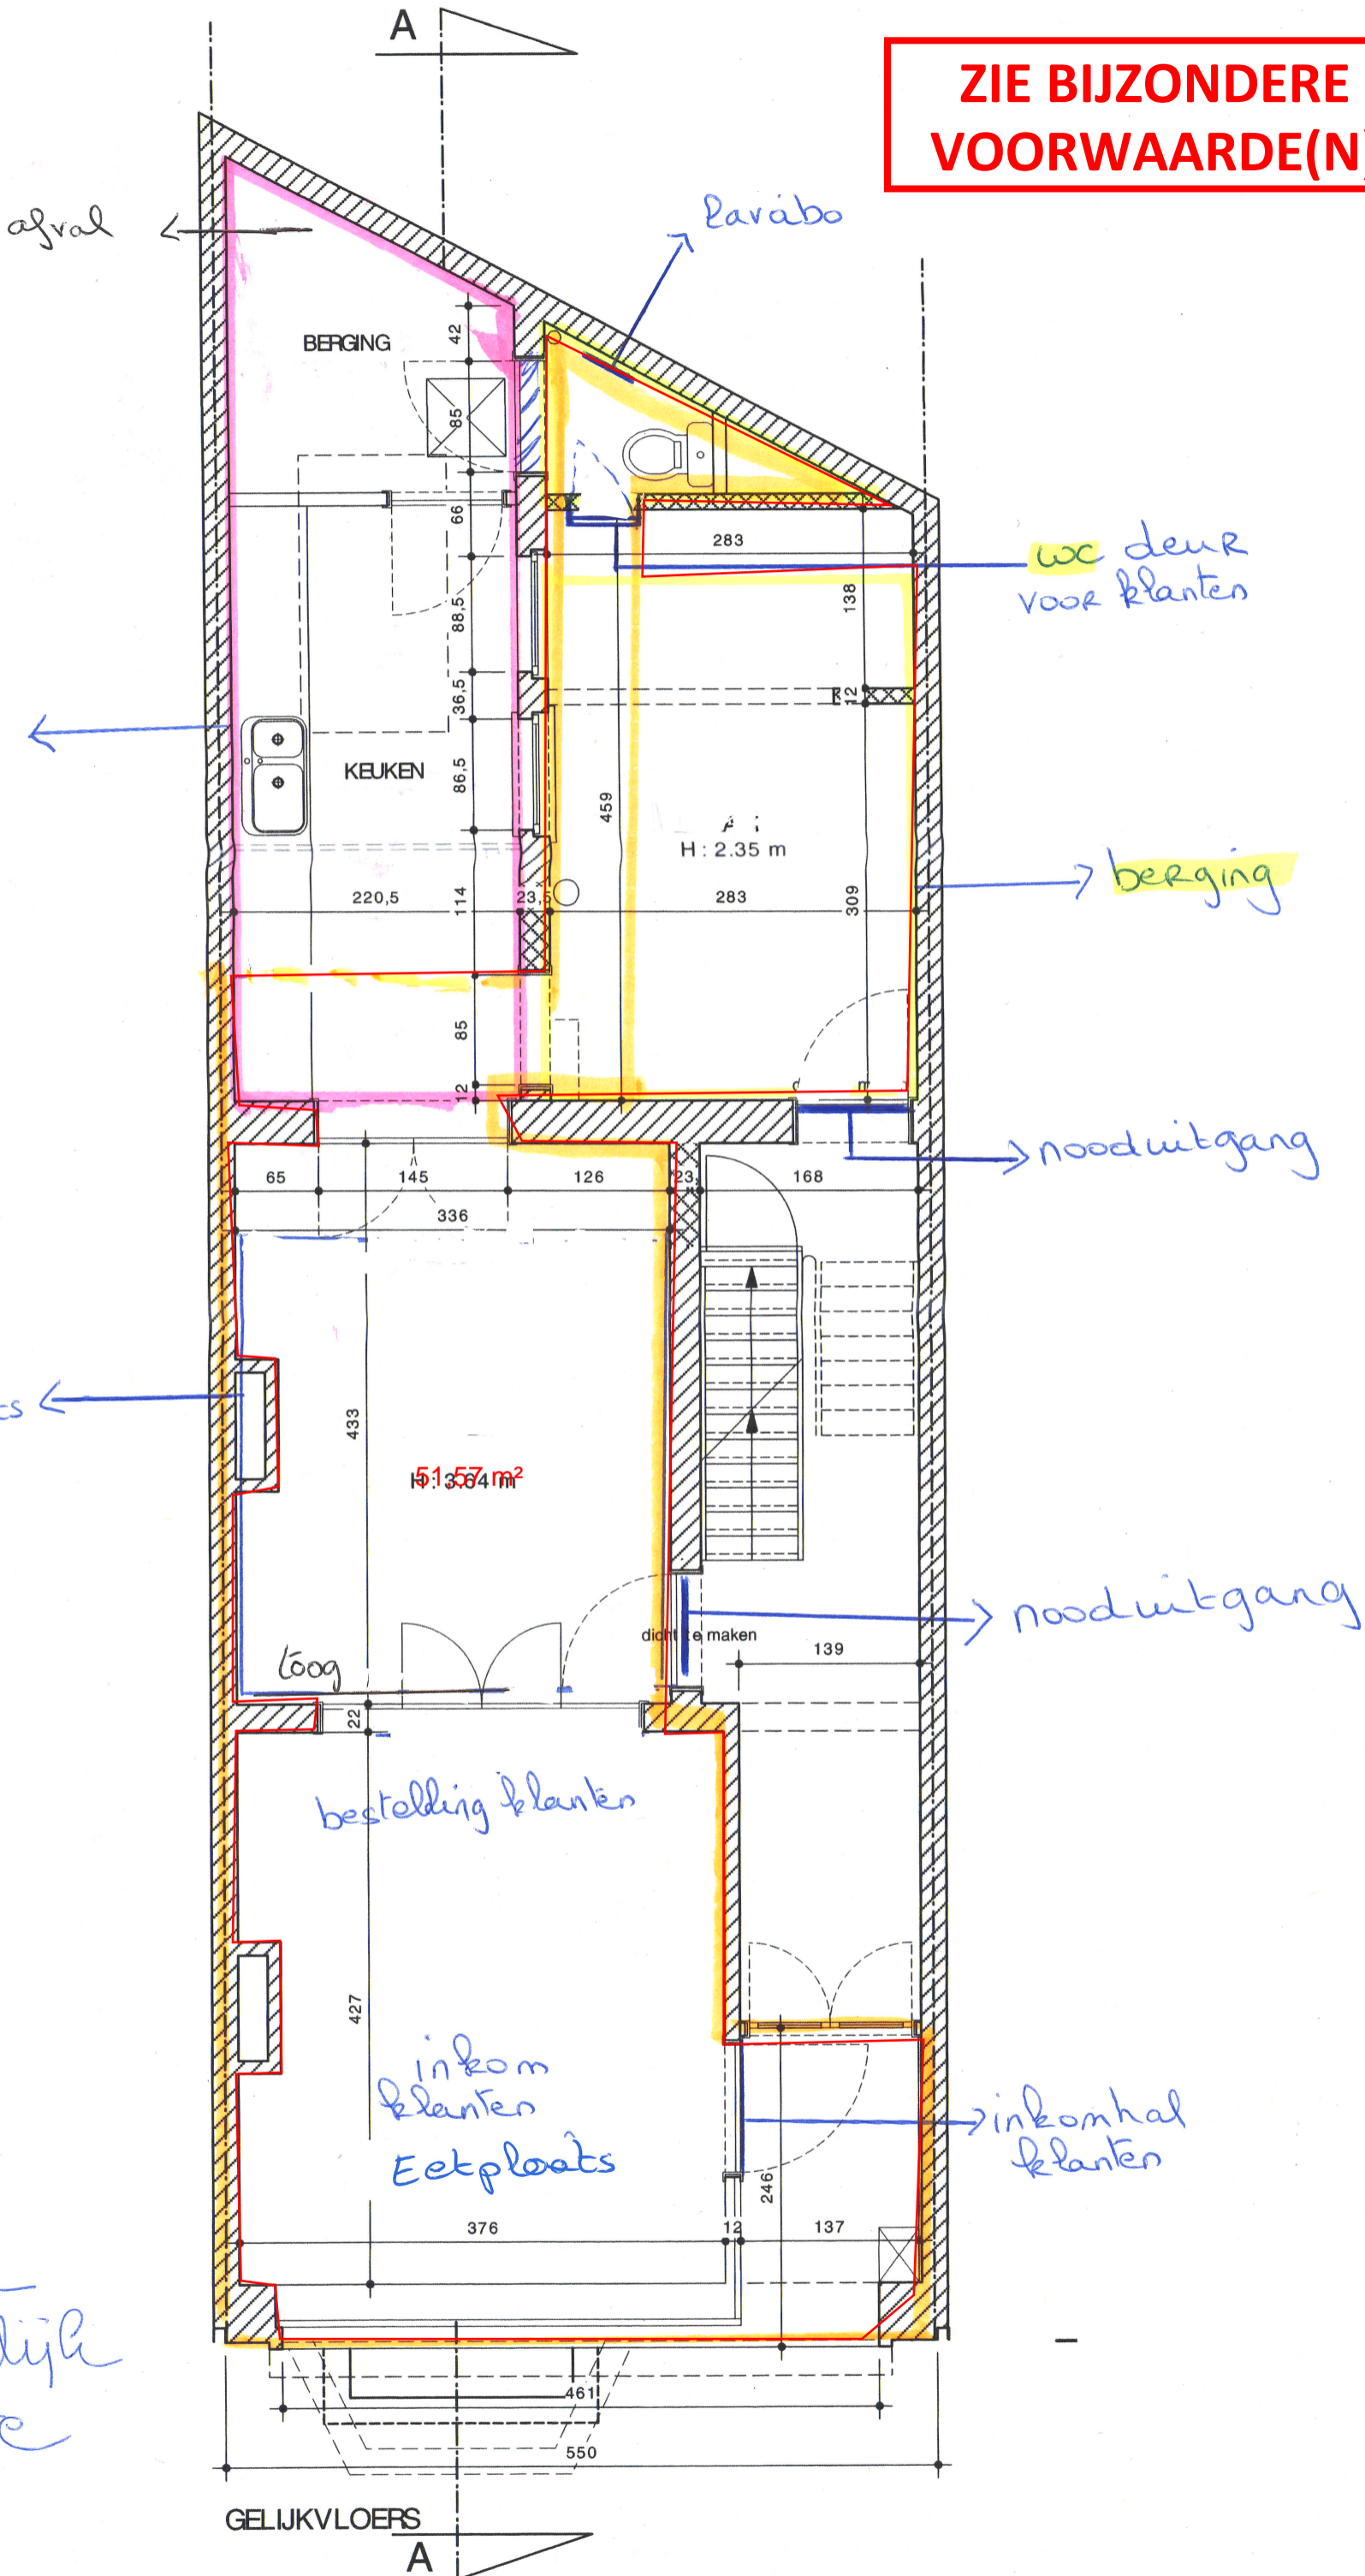 A
ZIE BIJZONDERE
VOORWAARDE(N)
afval
lavabo
BERGING
42
85
66
283
wc deur
voor klanten
138
88,5
36,5
12
KEUKEN
86,5
459
H : 2.35 m
berging
220,5
114
23,5
283
309
85
12
nooduitgang
65
145
126
23
168
336
433
51,57 m²
H : 3.64 m
nooduitgang
dicht te maken
139
toog
22
bestelling klanten
427
inkom
klanten
Eetplaats
inkomhal
klanten
246
376
12
137
461
550
GELIJKVLOERS
A